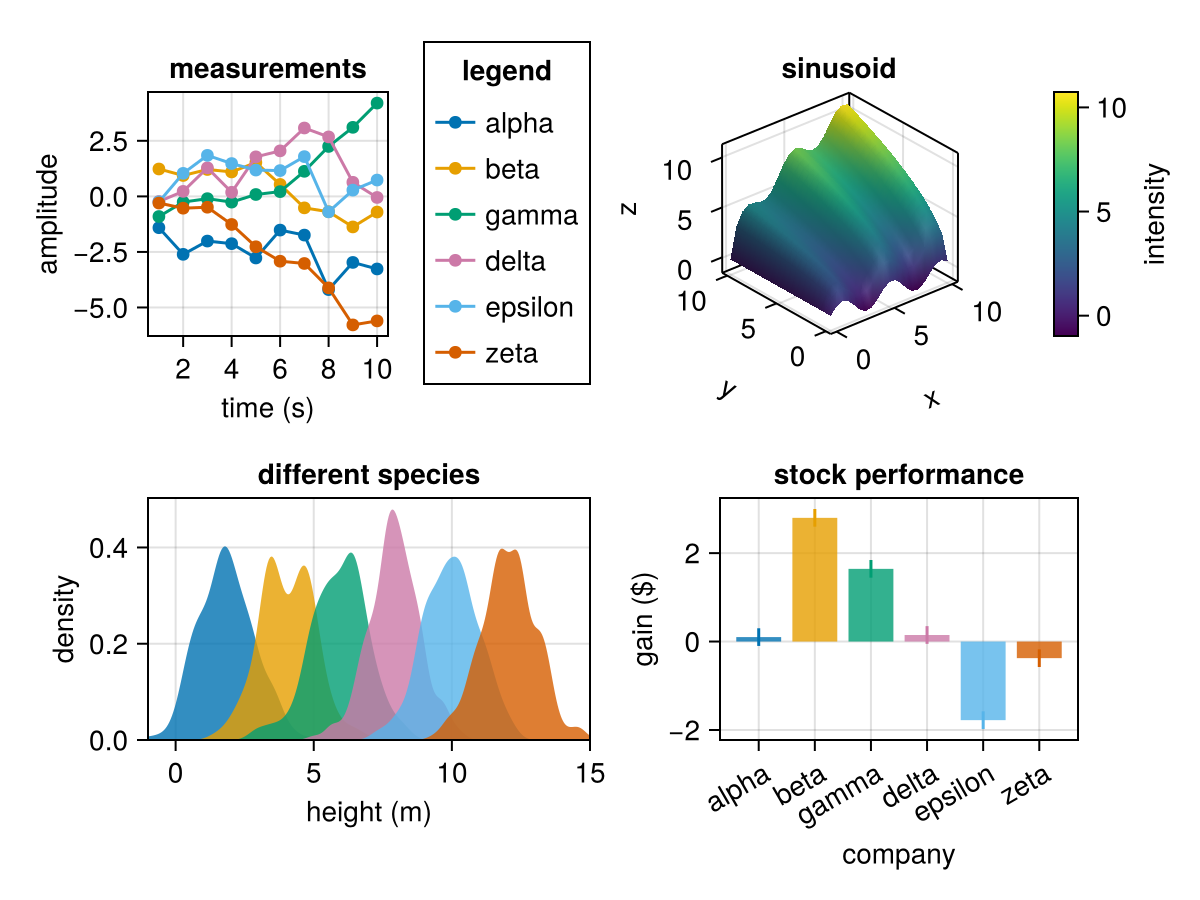 measurements
amplitude
2.5
0.0
−2.5
−5.0
2 4 6 8 10
time (s)
legend
alpha
beta
gamma
delta
epsilon
zeta
sinusoid
z
10
5
0
10
5
0
y
0
5
10
x
10
5
0
intensity
different species
density
0.4
0.2
0.0
0 5 10 15
height (m)
stock performance
gain ($)
2
0
−2
alpha beta gamma delta epsilon zeta
company